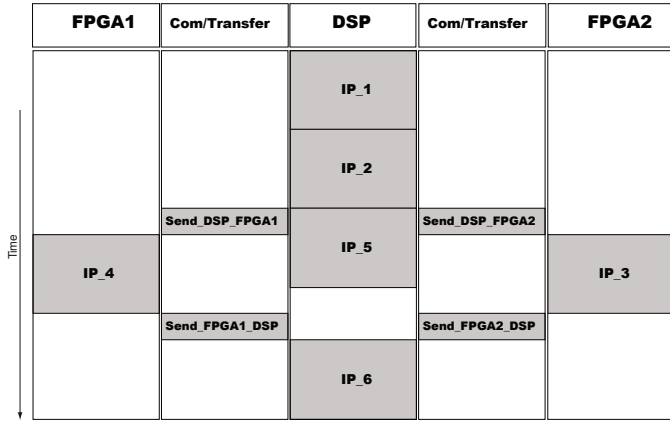 FPGA1 Com/Transfer DSP Com/Transfer FPGA2
IP_1
IP_2
Send_DSP_FPGA1 Send_DSP_FPGA2
IP_5
Time
IP_4 IP_3
Send_FPGA1_DSP Send_FPGA2_DSP
IP_6